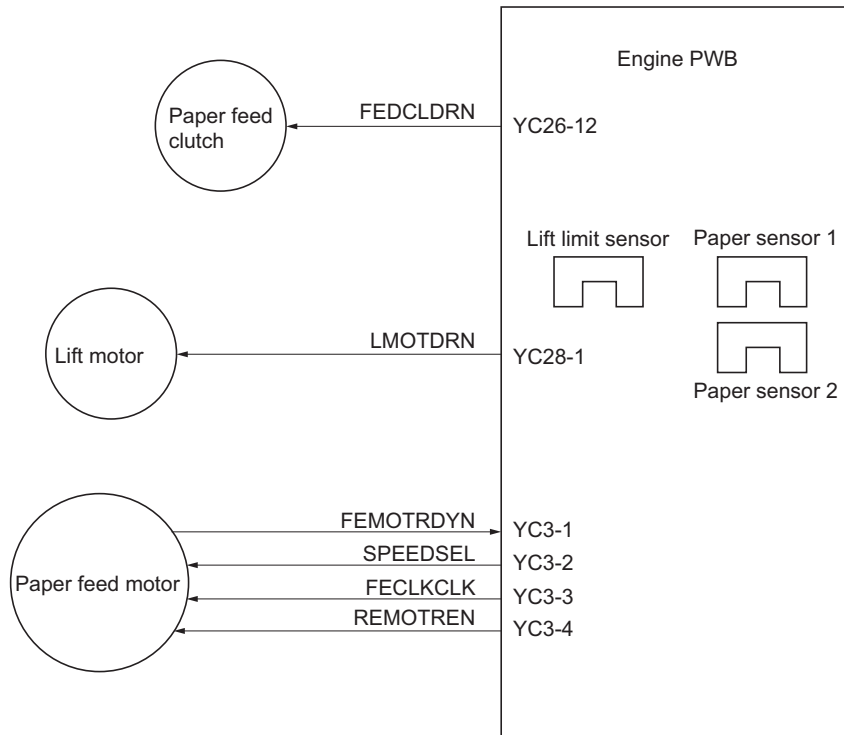 Engine PWB
Paper feed
clutch
FEDCLDRN
YC26-12
Lift limit sensor
Paper sensor 1
Lift motor
LMOTDRN
YC28-1
Paper sensor 2
Paper feed motor
FEMOTRDYN
YC3-1
SPEEDSEL
YC3-2
FECLKCLK
YC3-3
REMOTREN
YC3-4